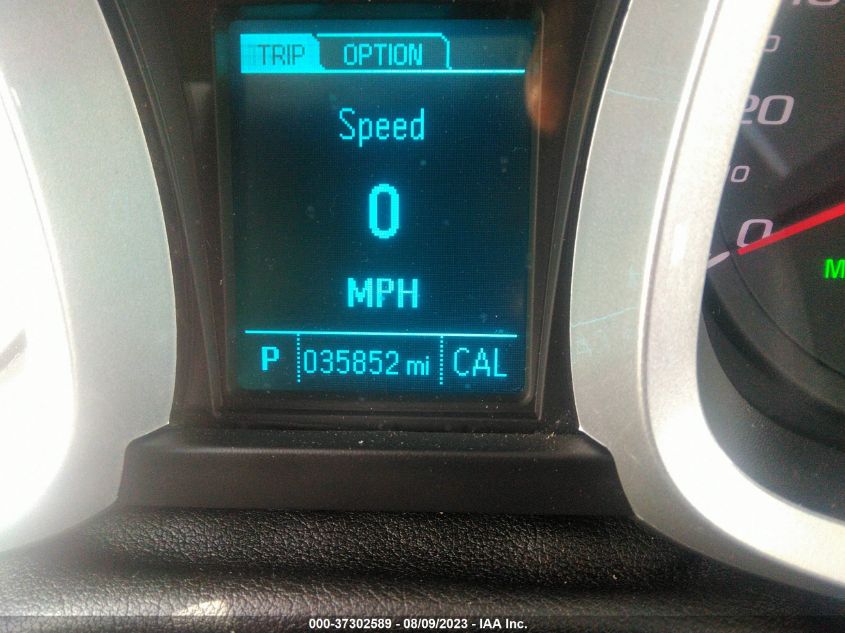 TRIP OPTION
Speed
0
MPH
P 035852 mi CAL
20
0
000-37302589 - 08/09/2023 - IAA Inc.